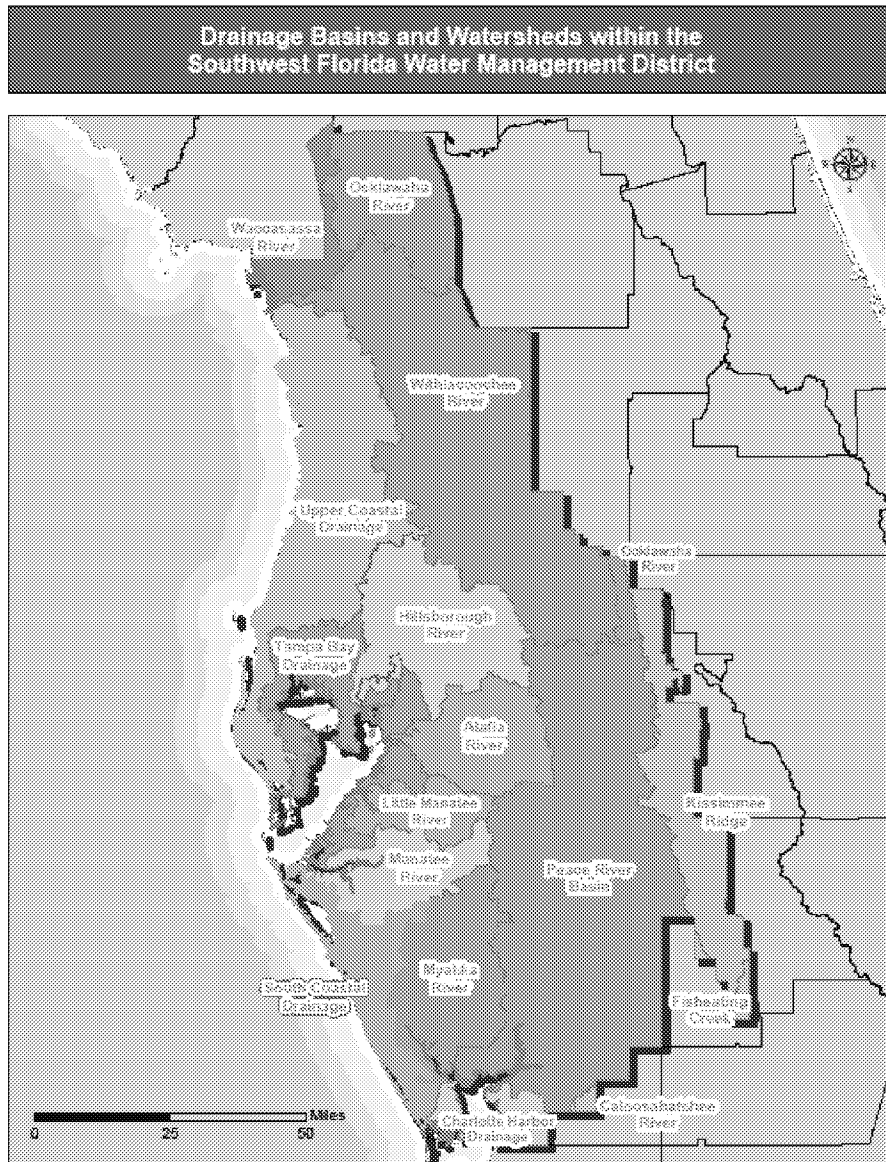 Drainage Basins and Watersheds within the
Southwest Florida Water Management District
Ocklawaha
River
Waccasassa
River
Withlacoochee
River
Upper Coastal
Drainage
Ocklawaha
River
Hillsborough
River
Tampa Bay
Drainage
Alafia
River
Little Manatee
River
Kissimmee
Ridge
Manatee
River
Peace River
Basin
Myakka
River
South Coastal
Drainage
Fisheating
Creek
Miles
0 25 50
Charlotte Harbor
Drainage
Caloosahatchee
River